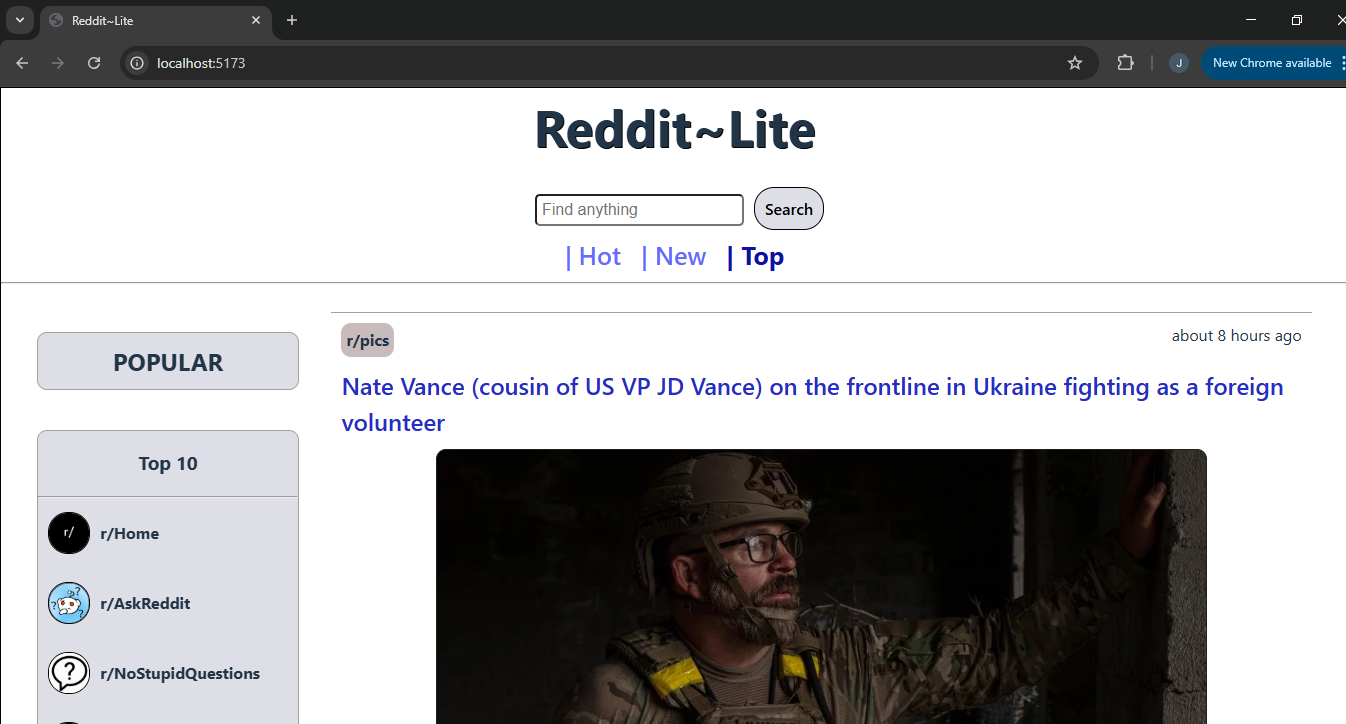 Reddit~Lite
localhost:5173
J
New Chrome available
Reddit~Lite
Find anything
Search
| Hot | New | Top
POPULAR
r/pics
about 8 hours ago
Nate Vance (cousin of US VP JD Vance) on the frontline in Ukraine fighting as a foreign
volunteer
Top 10
r/
r/Home
? ? ?
r/AskReddit
?
r/NoStupidQuestions